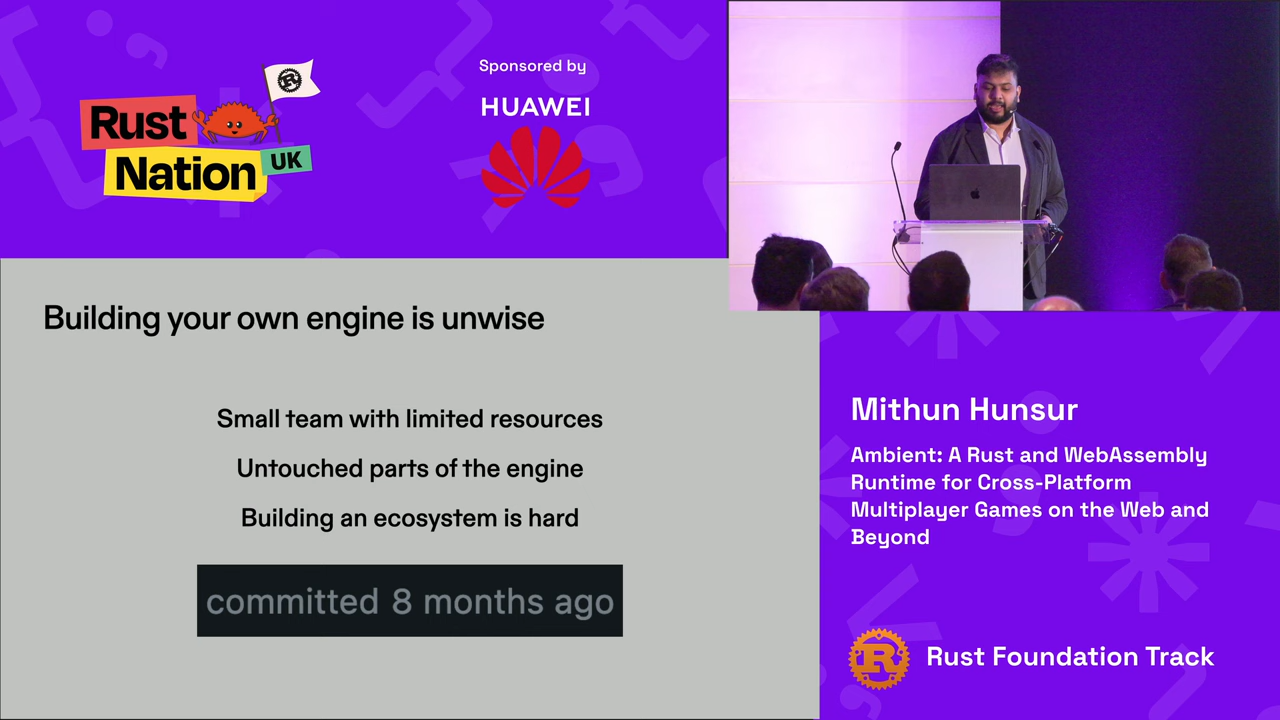 Rust
Nation
UK
Sponsored by
HUAWEI
Building your own engine is unwise
Small team with limited resources
Untouched parts of the engine
Building an ecosystem is hard
committed 8 months ago
Mithun Hunsur
Ambient: A Rust and WebAssembly
Runtime for Cross-Platform
Multiplayer Games on the Web and
Beyond
R
Rust Foundation Track